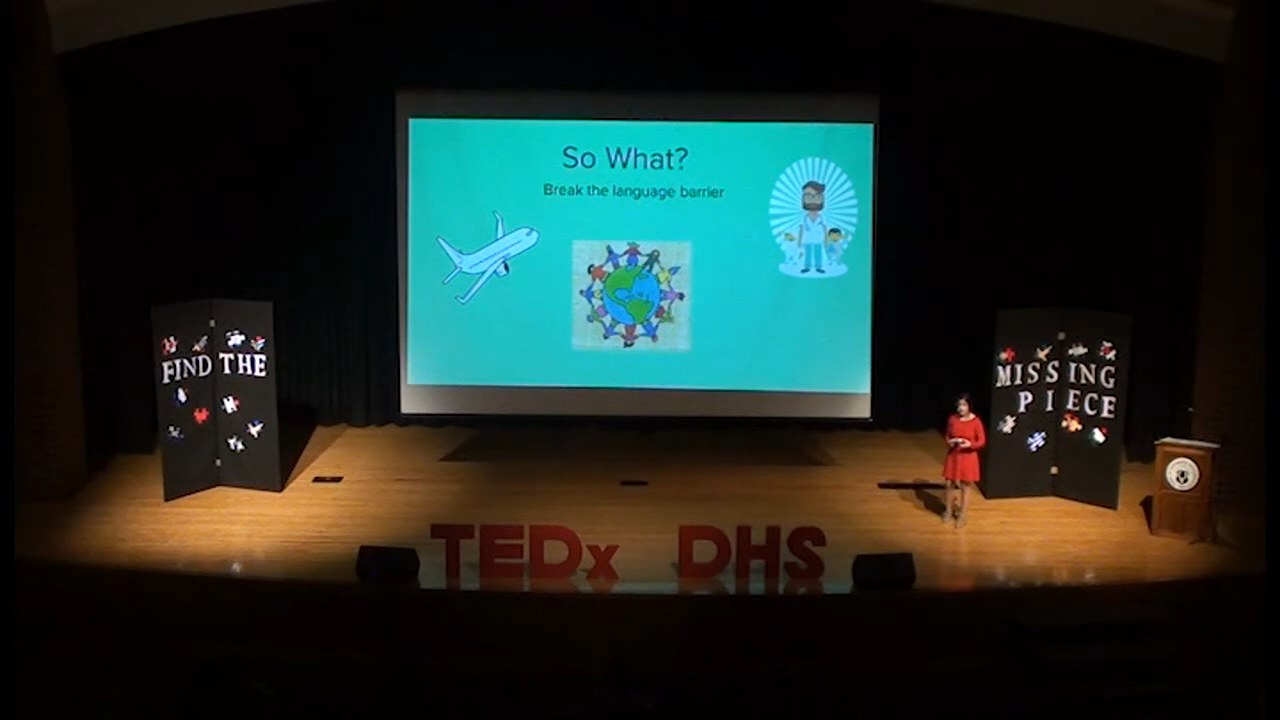 So What?
Break the language barrier
FIND THE
MISSING
PIECE
TEDx DHS